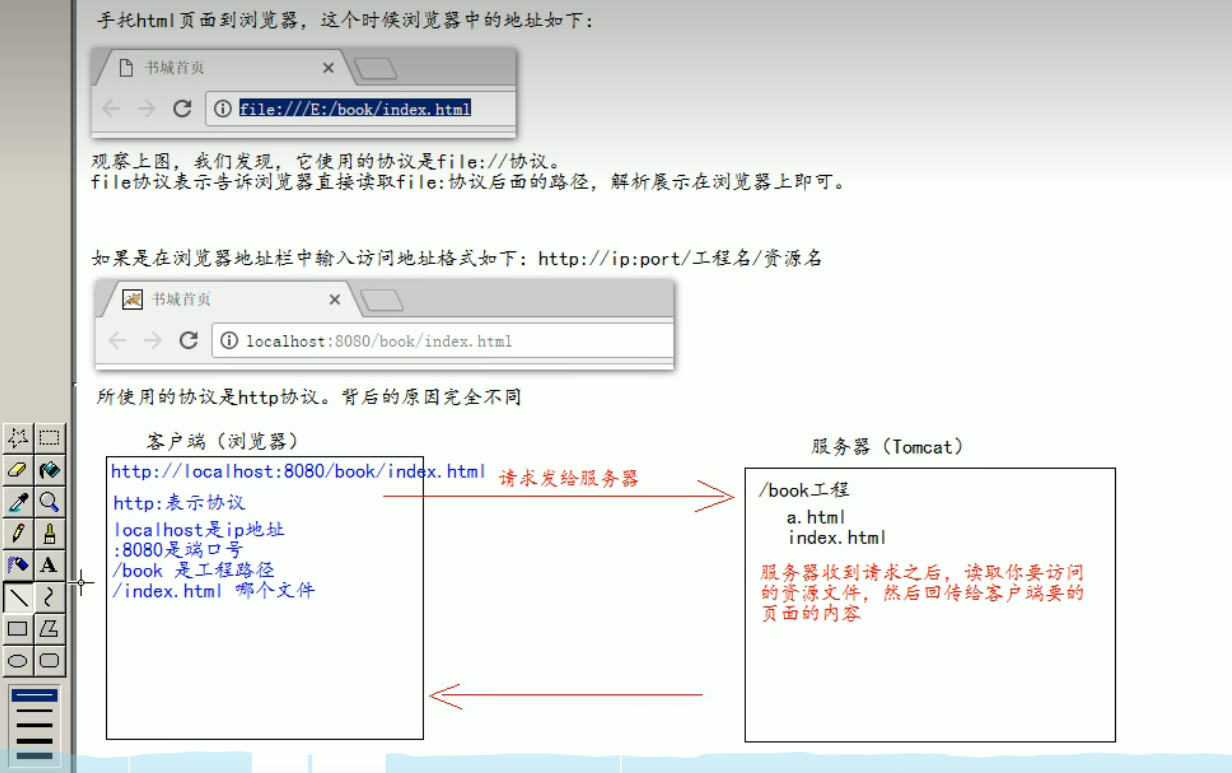 手托html页面到浏览器，这个时候浏览器中的地址如下：
书城首页
file:///E:/book/index.html
观察上图，我们发现，它使用的协议是file://协议。
file协议表示告诉浏览器直接读取file:协议后面的路径，解析展示在浏览器上即可。
如果是在浏览器地址栏中输入访问地址格式如下：http://ip:port/工程名/资源名
书城首页
localhost:8080/book/index.html
所使用的协议是http协议。背后的原因完全不同
客户端（浏览器）
http://localhost:8080/book/index.html
http:表示协议
localhost是ip地址
:8080是端口号
/book 是工程路径
/index.html 哪个文件
请求发给服务器
服务器（Tomcat）
/book工程
a.html
index.html
服务器收到请求之后，读取你要访问
的资源文件，然后回传给客户端要的
页面的内容
A